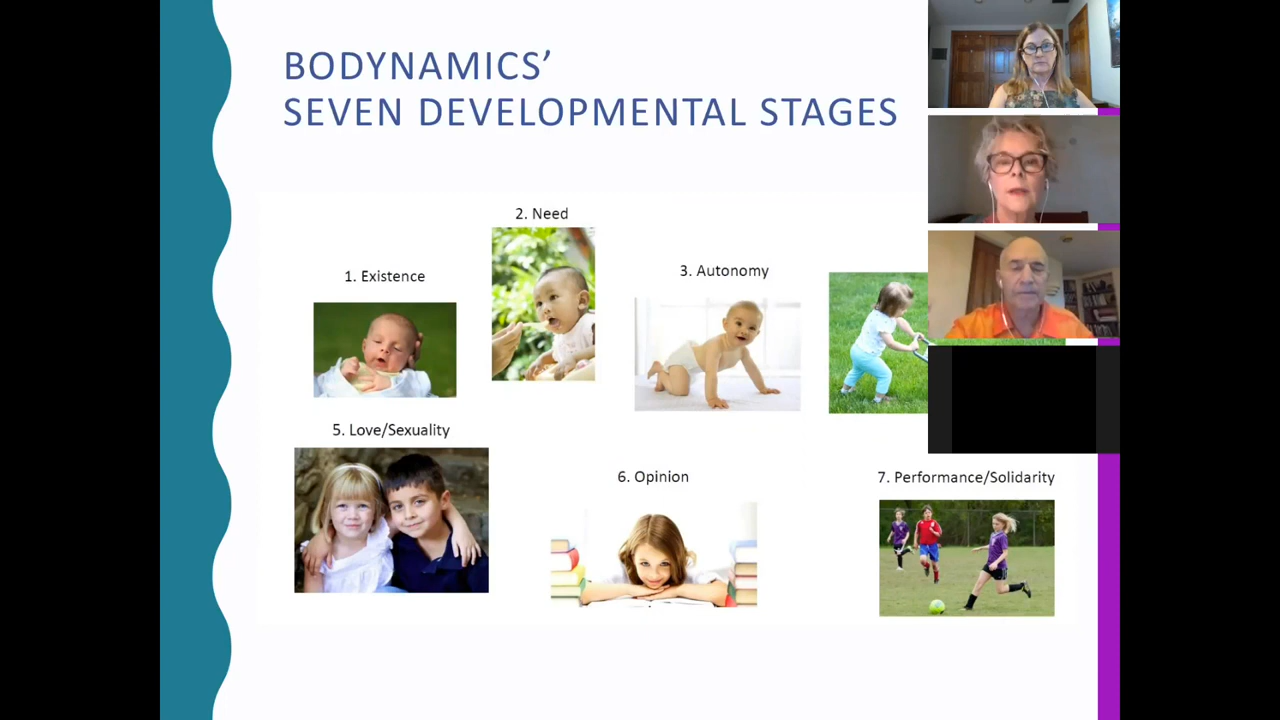 BODYNAMICS’
SEVEN DEVELOPMENTAL STAGES
2. Need
1. Existence
3. Autonomy
5. Love/Sexuality
6. Opinion
7. Performance/Solidarity